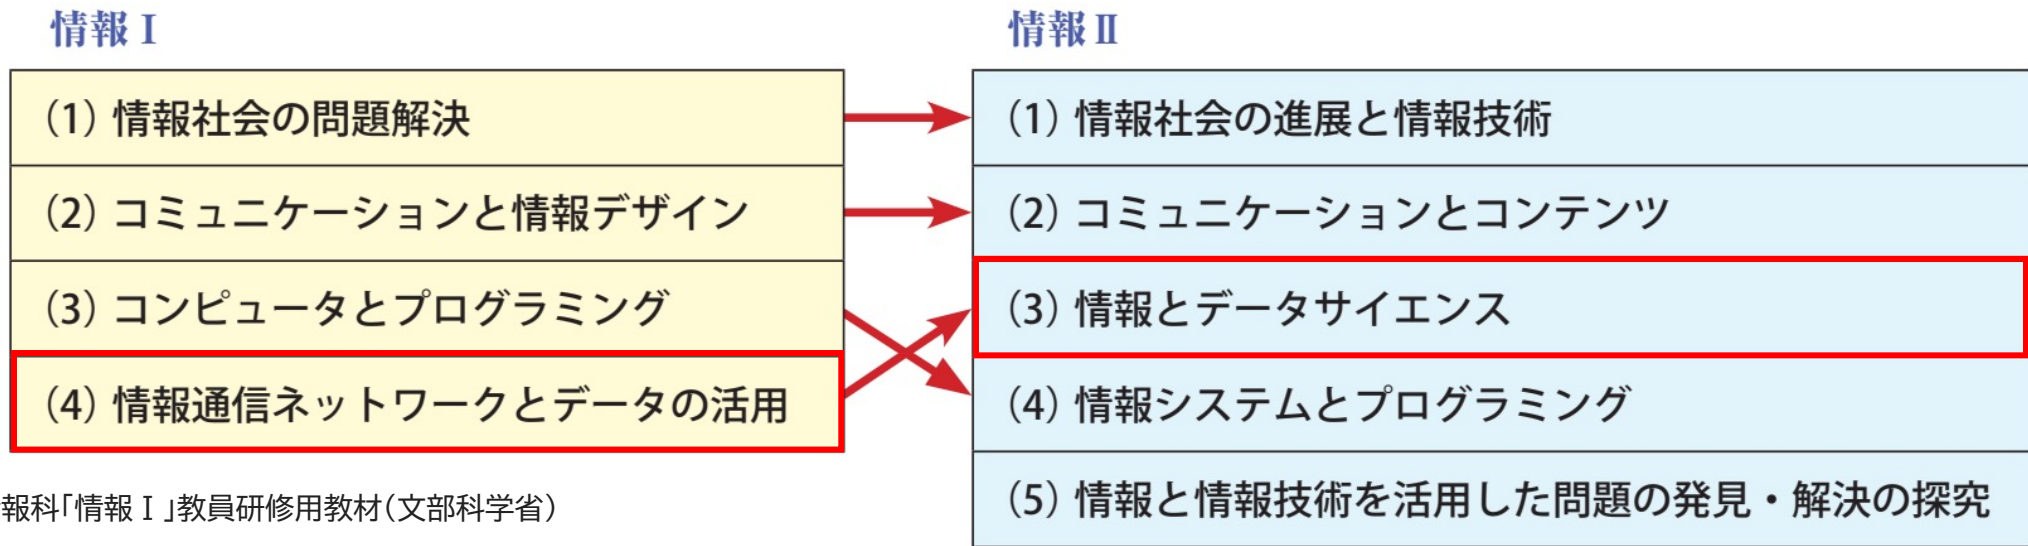 情報Ⅰ
(1) 情報社会の問題解決
(2) コミュニケーションと情報デザイン
(3) コンピュータとプログラミング
(4) 情報通信ネットワークとデータの活用
報科「情報Ⅰ」教員研修用教材(文部科学省)
情報Ⅱ
(1) 情報社会の進展と情報技術
(2) コミュニケーションとコンテンツ
(3) 情報とデータサイエンス
(4) 情報システムとプログラミング
(5) 情報と情報技術を活用した問題の発見・解決の探究